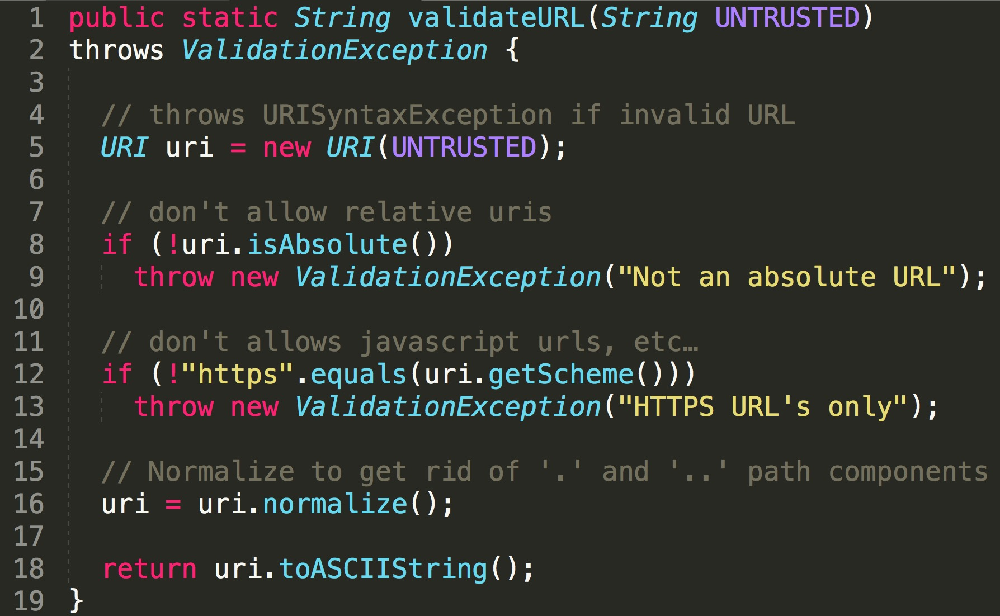 1 public static String validateURL(String UNTRUSTED)
2 throws ValidationException {
3
4 // throws URISyntaxException if invalid URL
5 URI uri = new URI(UNTRUSTED);
6
7 // don't allow relative uris
8 if (!uri.isAbsolute())
9 throw new ValidationException("Not an absolute URL");
10
11 // don't allows javascript urls, etc…
12 if (!"https".equals(uri.getScheme()))
13 throw new ValidationException("HTTPS URL's only");
14
15 // Normalize to get rid of '.' and '..' path components
16 uri = uri.normalize();
17
18 return uri.toASCIIString();
19 }